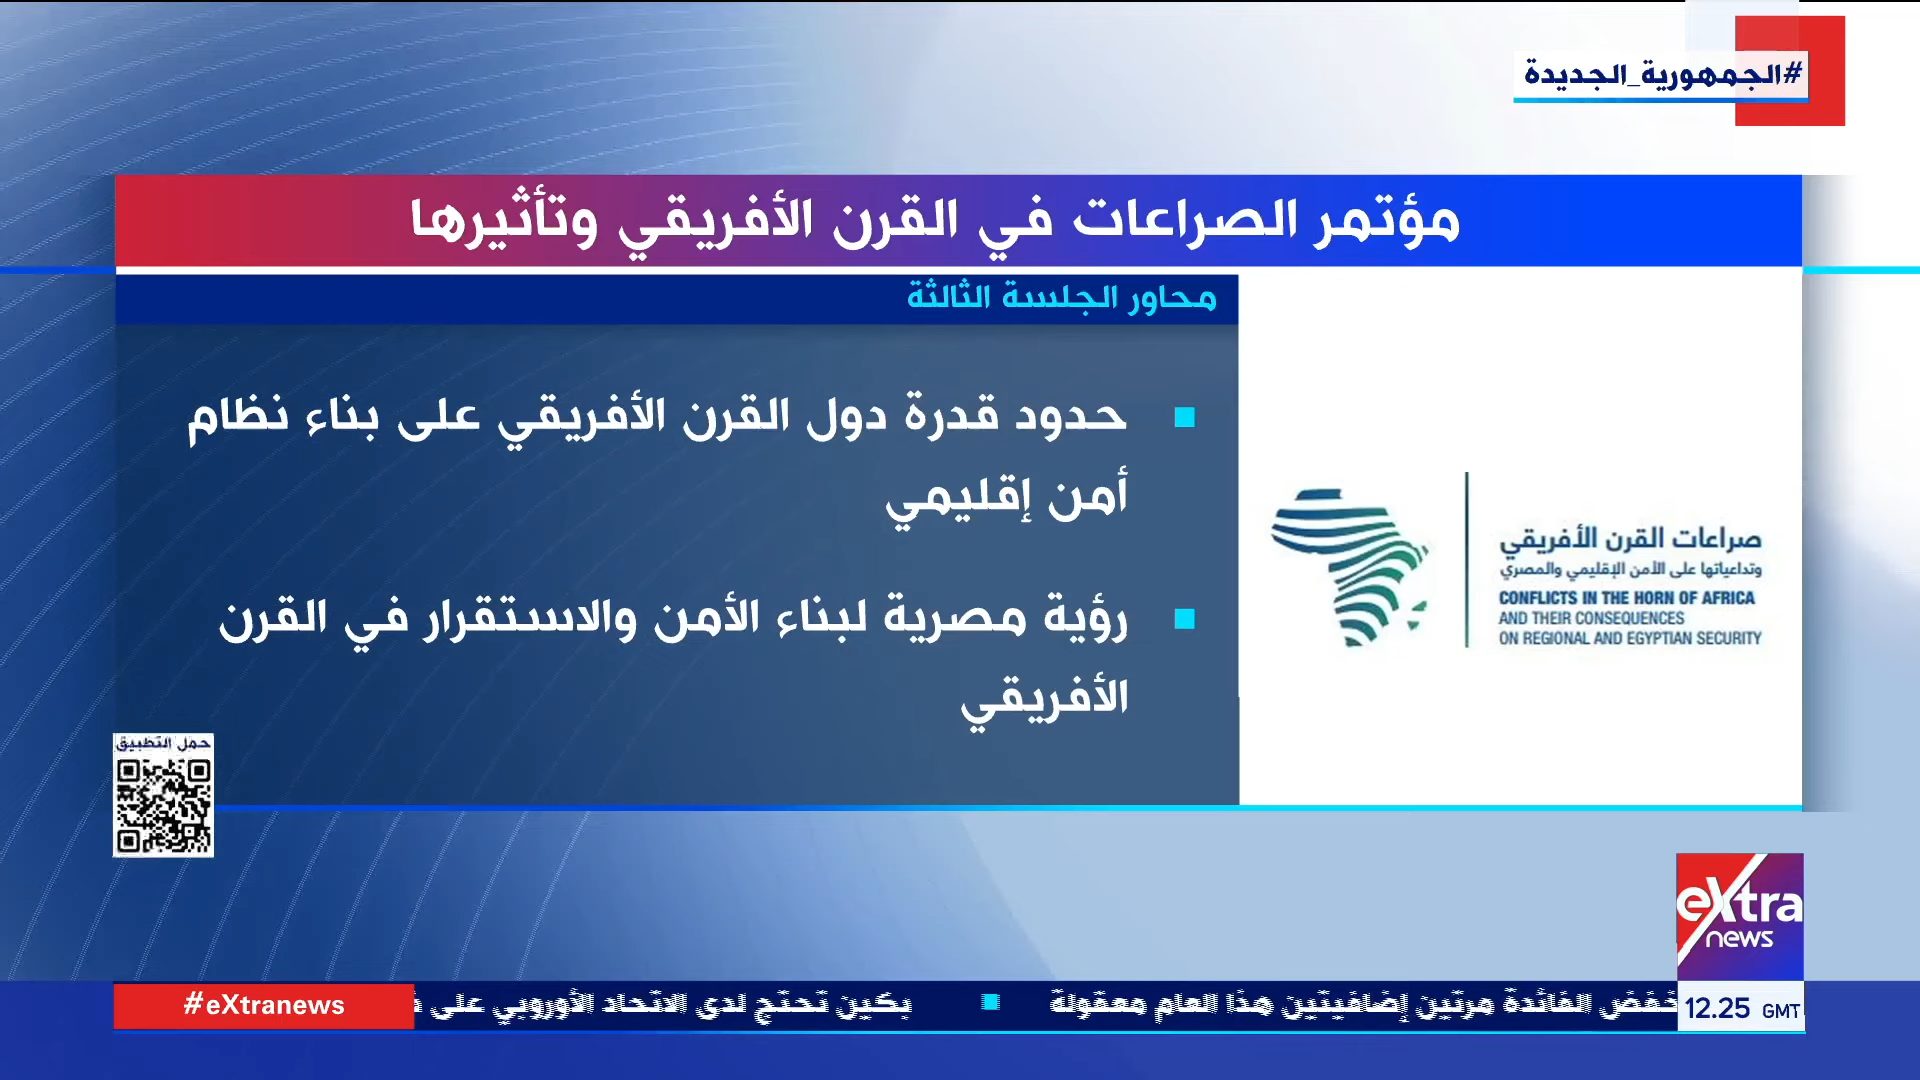 #الجمهورية_الجديدة
مؤتمر الصراعات في القرن الأفريقي وتأثيرها
محاور الجلسة الثالثة
حدود قدرة دول القرن الأفريقي على بناء نظام
أمن إقليمي
رؤية مصرية لبناء الأمن والاستقرار في القرن
الأفريقي
صراعات القرن الأفريقي
وتداعياتها على الأمن الإقليمي والمصري
CONFLICTS IN THE HORN OF AFRICA
AND THEIR CONSEQUENCES
ON REGIONAL AND EGYPTIAN SECURITY
حمل التطبيق
eXtra
news
خفض الفائدة مرتين إضافيتين هذا العام معقولة ■ بكين تحتج لدى الاتحاد الأوروبي على
#eXtranews
12.25 GMT